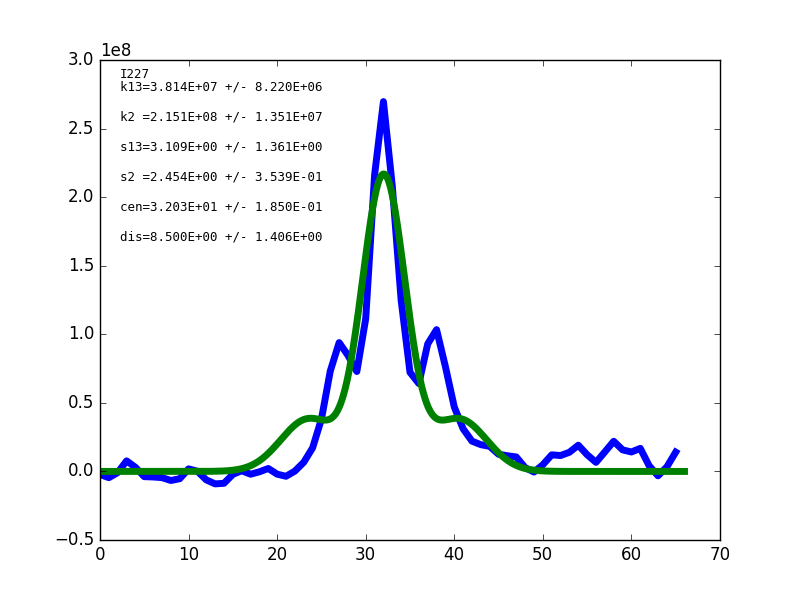 1e8
I227
k13=3.814E+07 +/- 8.220E+06
k2 =2.151E+08 +/- 1.351E+07
s13=3.109E+00 +/- 1.361E+00
s2 =2.454E+00 +/- 3.539E-01
cen=3.203E+01 +/- 1.850E-01
dis=8.500E+00 +/- 1.406E+00
3.0
2.5
2.0
1.5
1.0
0.5
0.0
−0.5
0 10 20 30 40 50 60 70